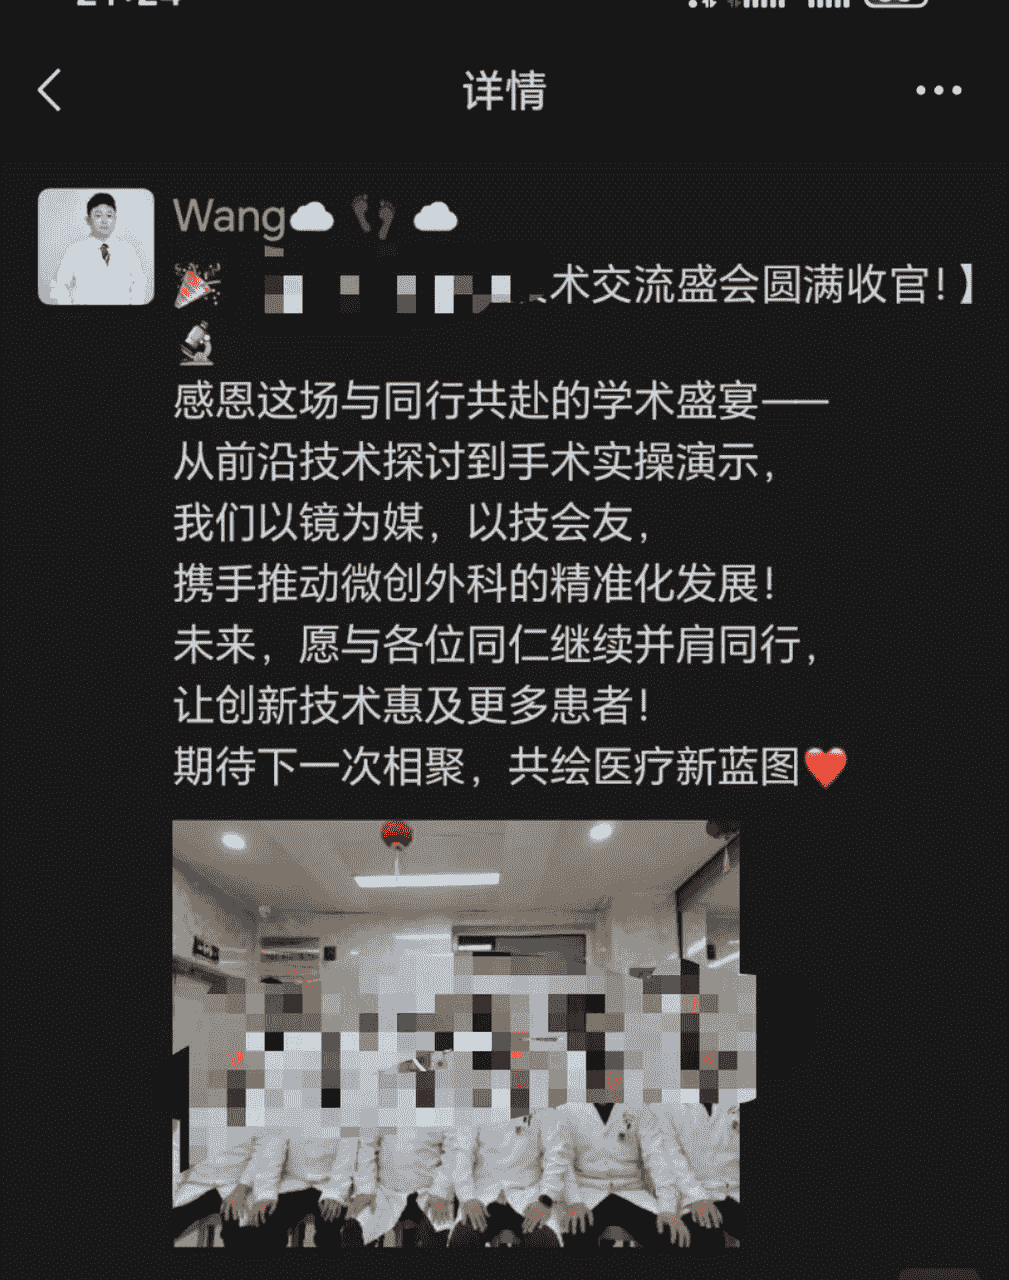 详情
Wang
术交流盛会圆满收官!】
感恩这场与同行共赴的学术盛宴——
从前沿技术探讨到手术实操演示，
我们以镜为媒，以技会友，
携手推动微创外科的精准化发展!
未来，愿与各位同仁继续并肩同行，
让创新技术惠及更多患者!
期待下一次相聚，共绘医疗新蓝图